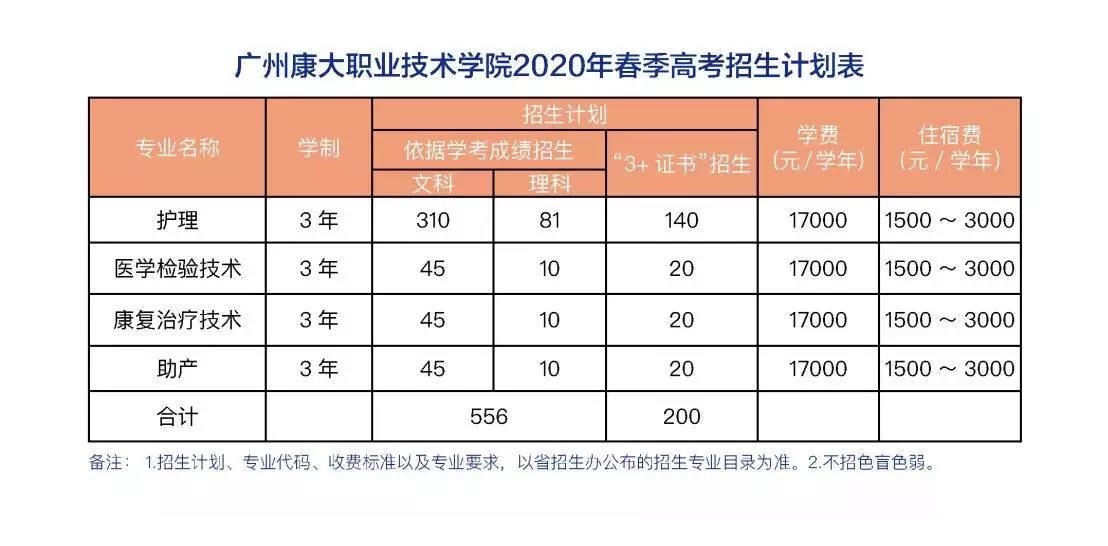 广州康大职业技术学院2020年春季高考招生计划表
专业名称 学制 招生计划 学费 (元/学年) 住宿费 (元 / 学年)
依据学考成绩招生 “3+ 证书”招生
文科 理科
护理 3 年 310 81 140 17000 1500 ~ 3000
医学检验技术 3 年 45 10 20 17000 1500 ~ 3000
康复治疗技术 3 年 45 10 20 17000 1500 ~ 3000
助产 3 年 45 10 20 17000 1500 ~ 3000
合计 556 200
备注： 1.招生计划、专业代码、收费标准以及专业要求，以省招生办公布的招生专业目录为准。2.不招色盲色弱。